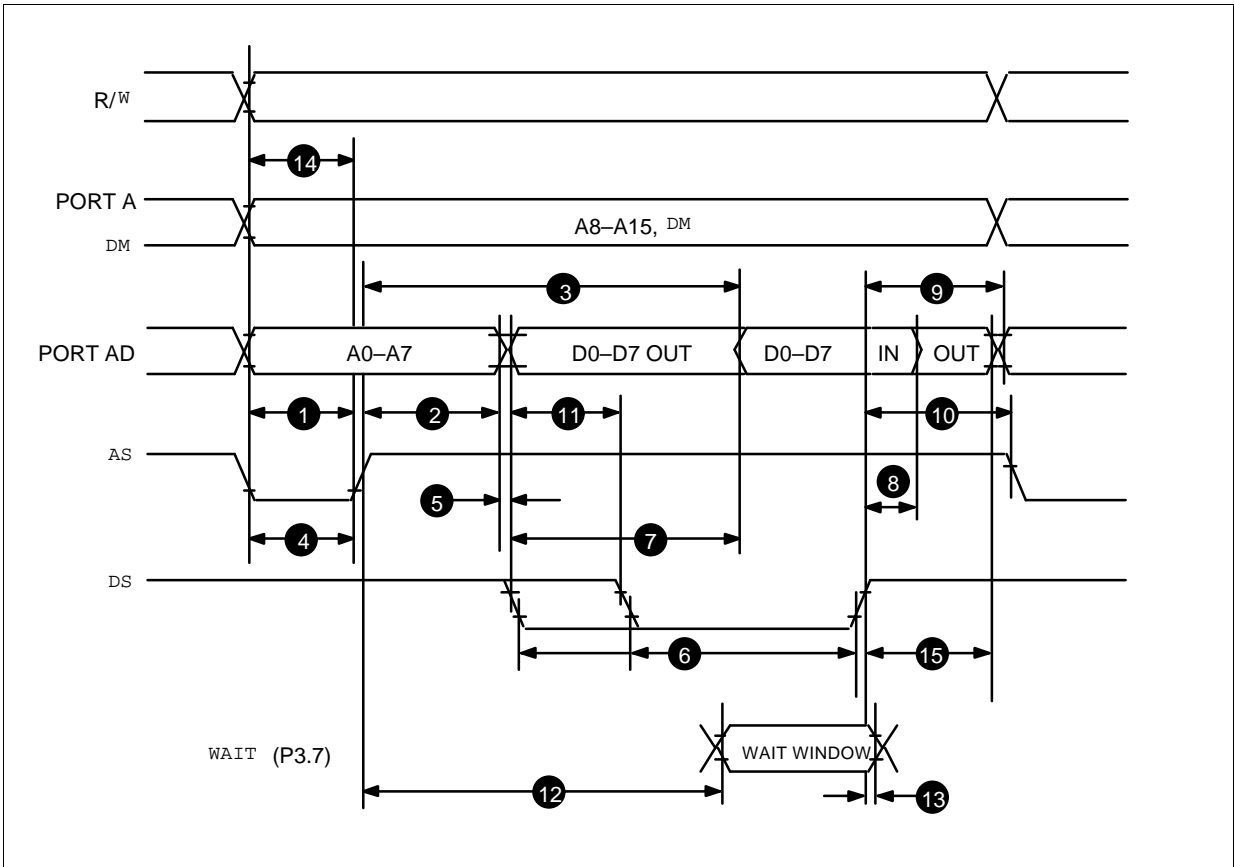 R/W
14
PORT A
A8–A15, DM
DM
3
9
PORT AD
A0–A7
D0–D7 OUT
D0–D7
IN
OUT
1
2
11
10
AS
5
8
4
7
DS
6
15
WAIT (P3.7)
WAIT WINDOW
12
13